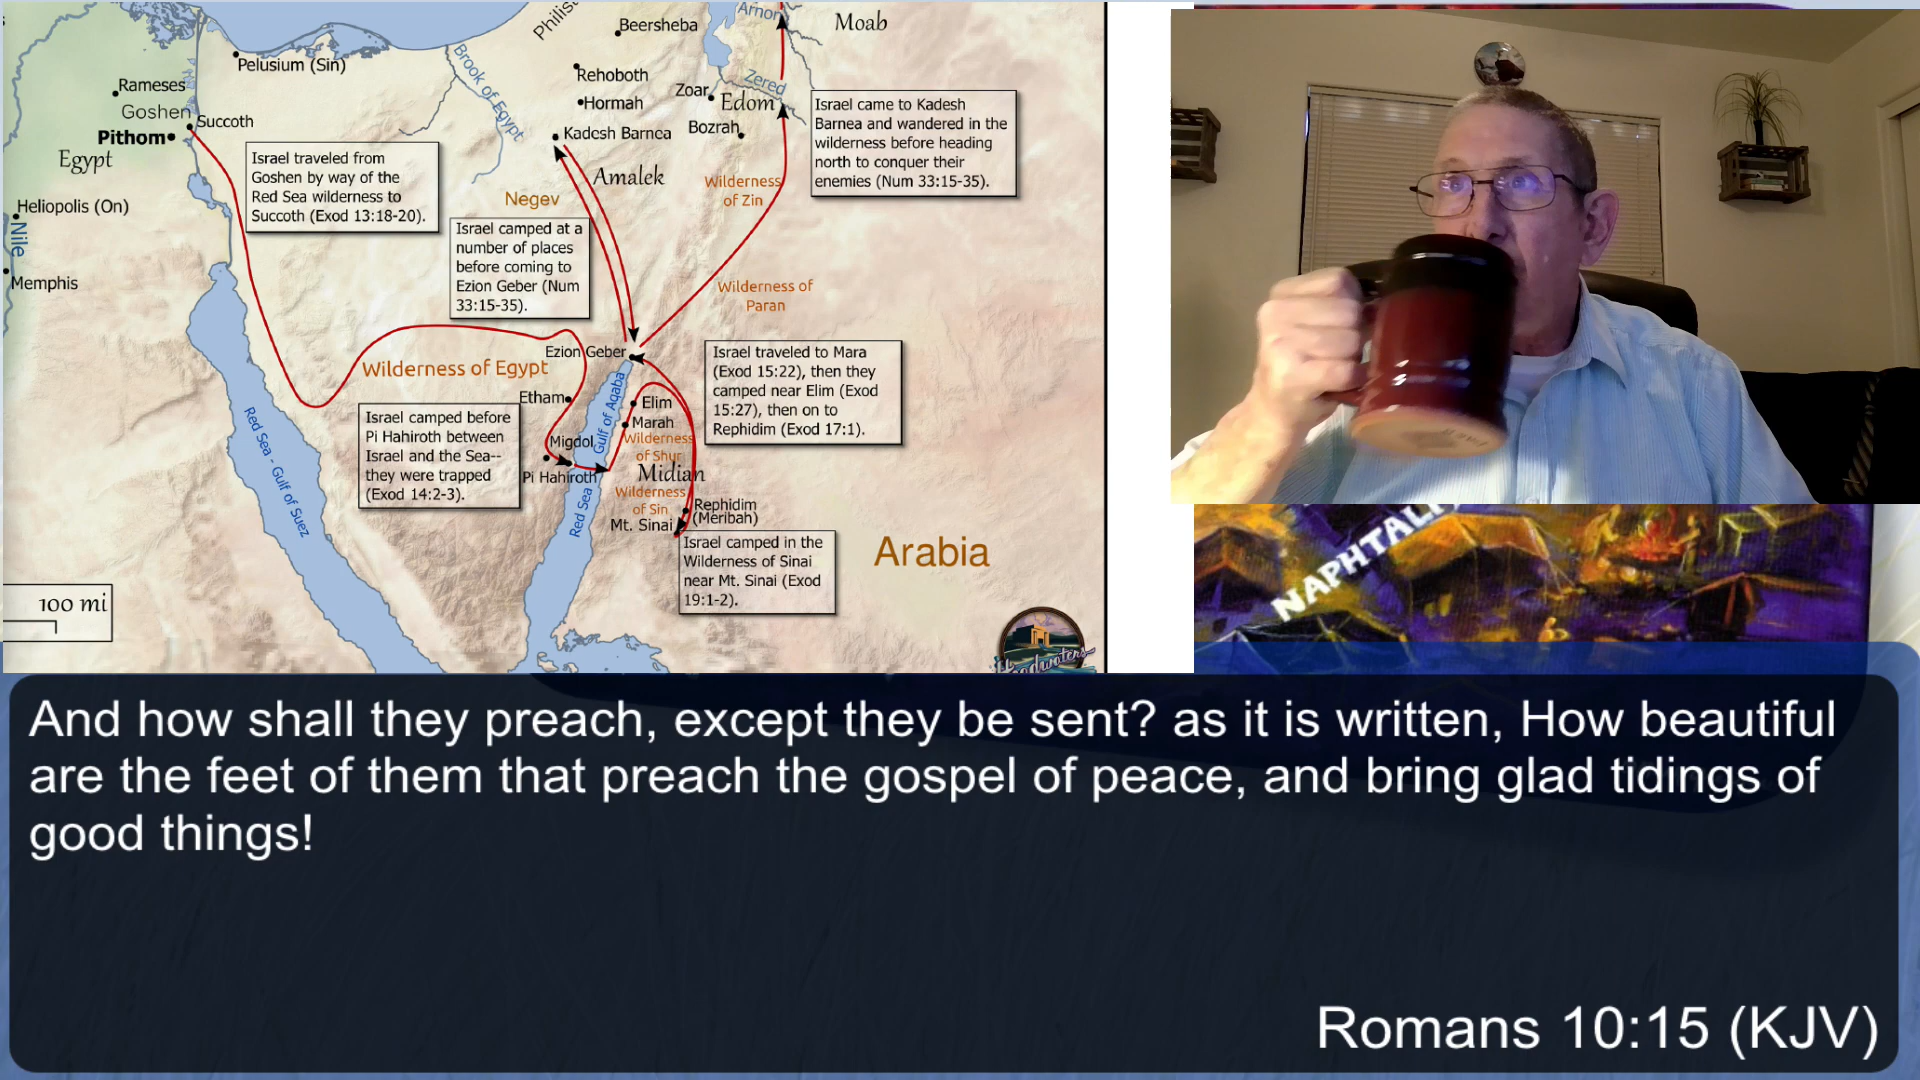 Philis
Beersheba
Arnon
Moab
Pelusium (Sin)
Brook of Egypt
Rehoboth
Zered
Rameses
Hormah
Zoar
Edom
Goshen
Succoth
Kadesh Barnea
Bozrah
Pithom
Egypt
Israel came to Kadesh
Barnea and wandered in the
wilderness before heading
north to conquer their
enemies (Num 33:15-35).
Israel traveled from
Goshen by way of the
Red Sea wilderness to
Succoth (Exod 13:18-20).
Amalek
Wilderness
of Zin
Negev
Heliopolis (On)
Nile
Memphis
Israel camped at a
number of places
before coming to
Ezion Geber (Num
33:15-35).
Wilderness of
Paran
Ezion Geber
Wilderness of Egypt
Israel traveled to Mara
(Exod 15:22), then they
camped near Elim (Exod
15:27), then on to
Rephidim (Exod 17:1).
Etham
Gulf of Aqaba
Elim
Marah
Israel camped before
Pi Hahiroth between
Israel and the Sea--
they were trapped
(Exod 14:2-3).
Migdol
Wilderness
of Shur
Midian
Pi Hahiroth
Red Sea - Gulf of Suez
Red Sea
Wilderness
of Sin
Rephidim
(Meribah)
Mt. Sinai
Israel camped in the
Wilderness of Sinai
near Mt. Sinai (Exod
19:1-2).
Arabia
100 mi
Headwaters
NAPHTALI
And how shall they preach, except they be sent? as it is written, How beautiful
are the feet of them that preach the gospel of peace, and bring glad tidings of
good things!
Romans 10:15 (KJV)